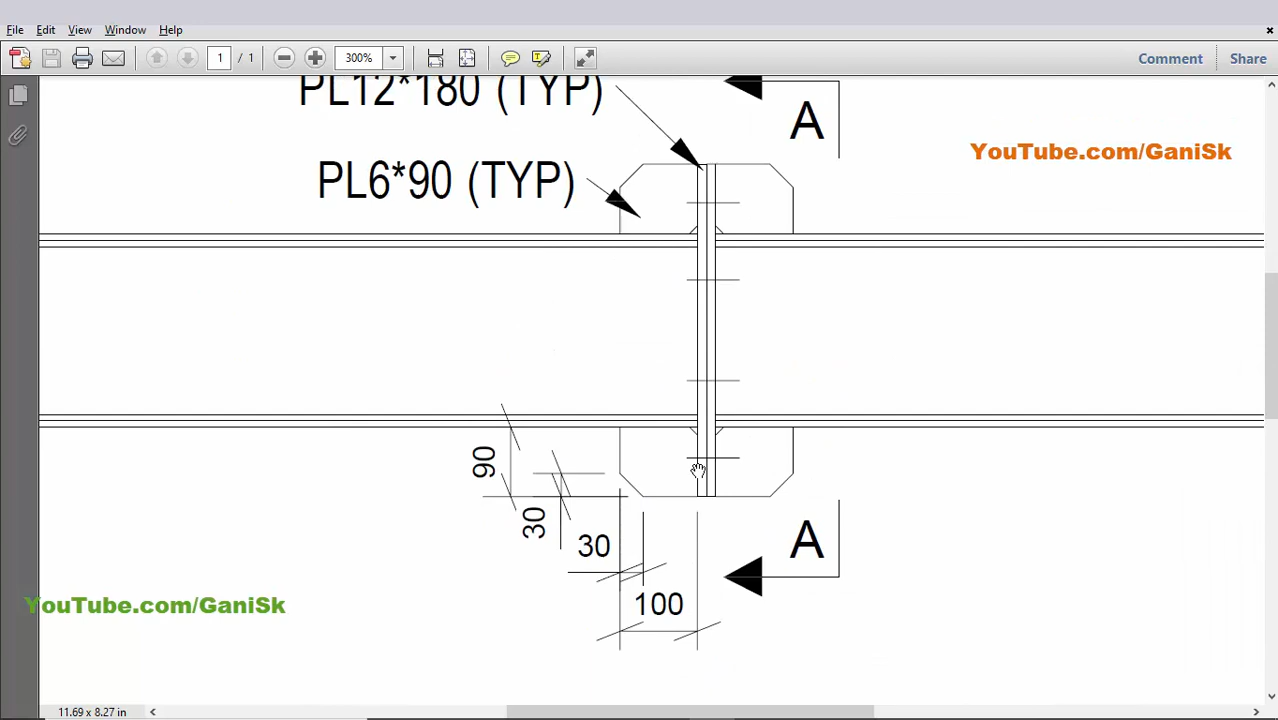 File Edit View Window Help
1 / 1 300% Comment Share
PL12*180 (TYP)
A
YouTube.com/GaniSk
PL6*90 (TYP)
90
30
30
A
100
YouTube.com/GaniSk
11.69 x 8.27 in